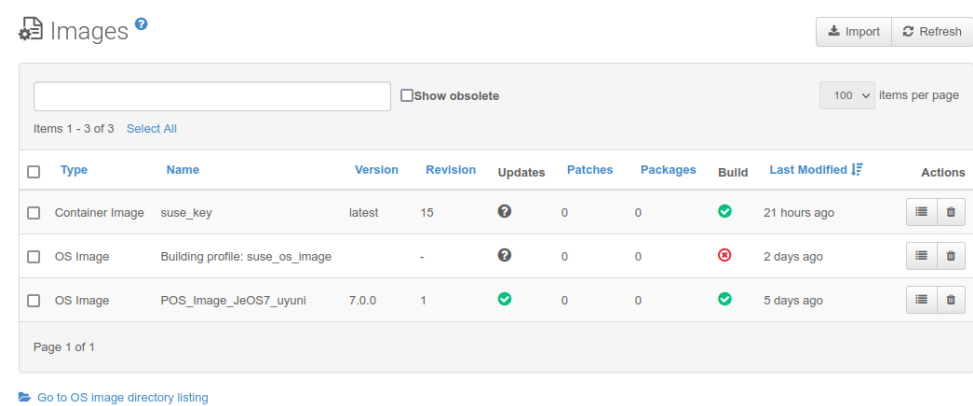 Images ?
Import Refresh
Show obsolete 100 items per page
Items 1 - 3 of 3 Select All
Type Name Version Revision Updates Patches Packages Build Last Modified Actions
Container Image suse_key latest 15 ? 0 0 21 hours ago
OS Image Building profile: suse_os_image - ? 0 0 2 days ago
OS Image POS_Image_JeOS7_uyuni 7.0.0 1 0 0 5 days ago
Page 1 of 1
Go to OS image directory listing